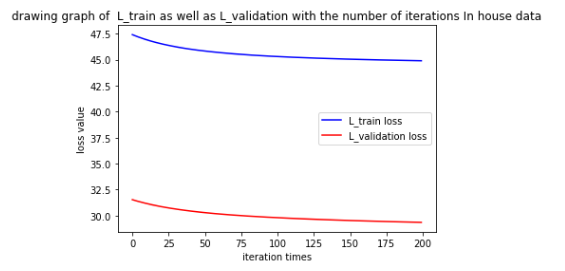 drawing graph of  L_train as well as L_validation with the number of iterations In house data
47.5
45.0
42.5
40.0
37.5
35.0
32.5
30.0
loss value
L_train loss
L_validation loss
0 25 50 75 100 125 150 175 200
iteration times